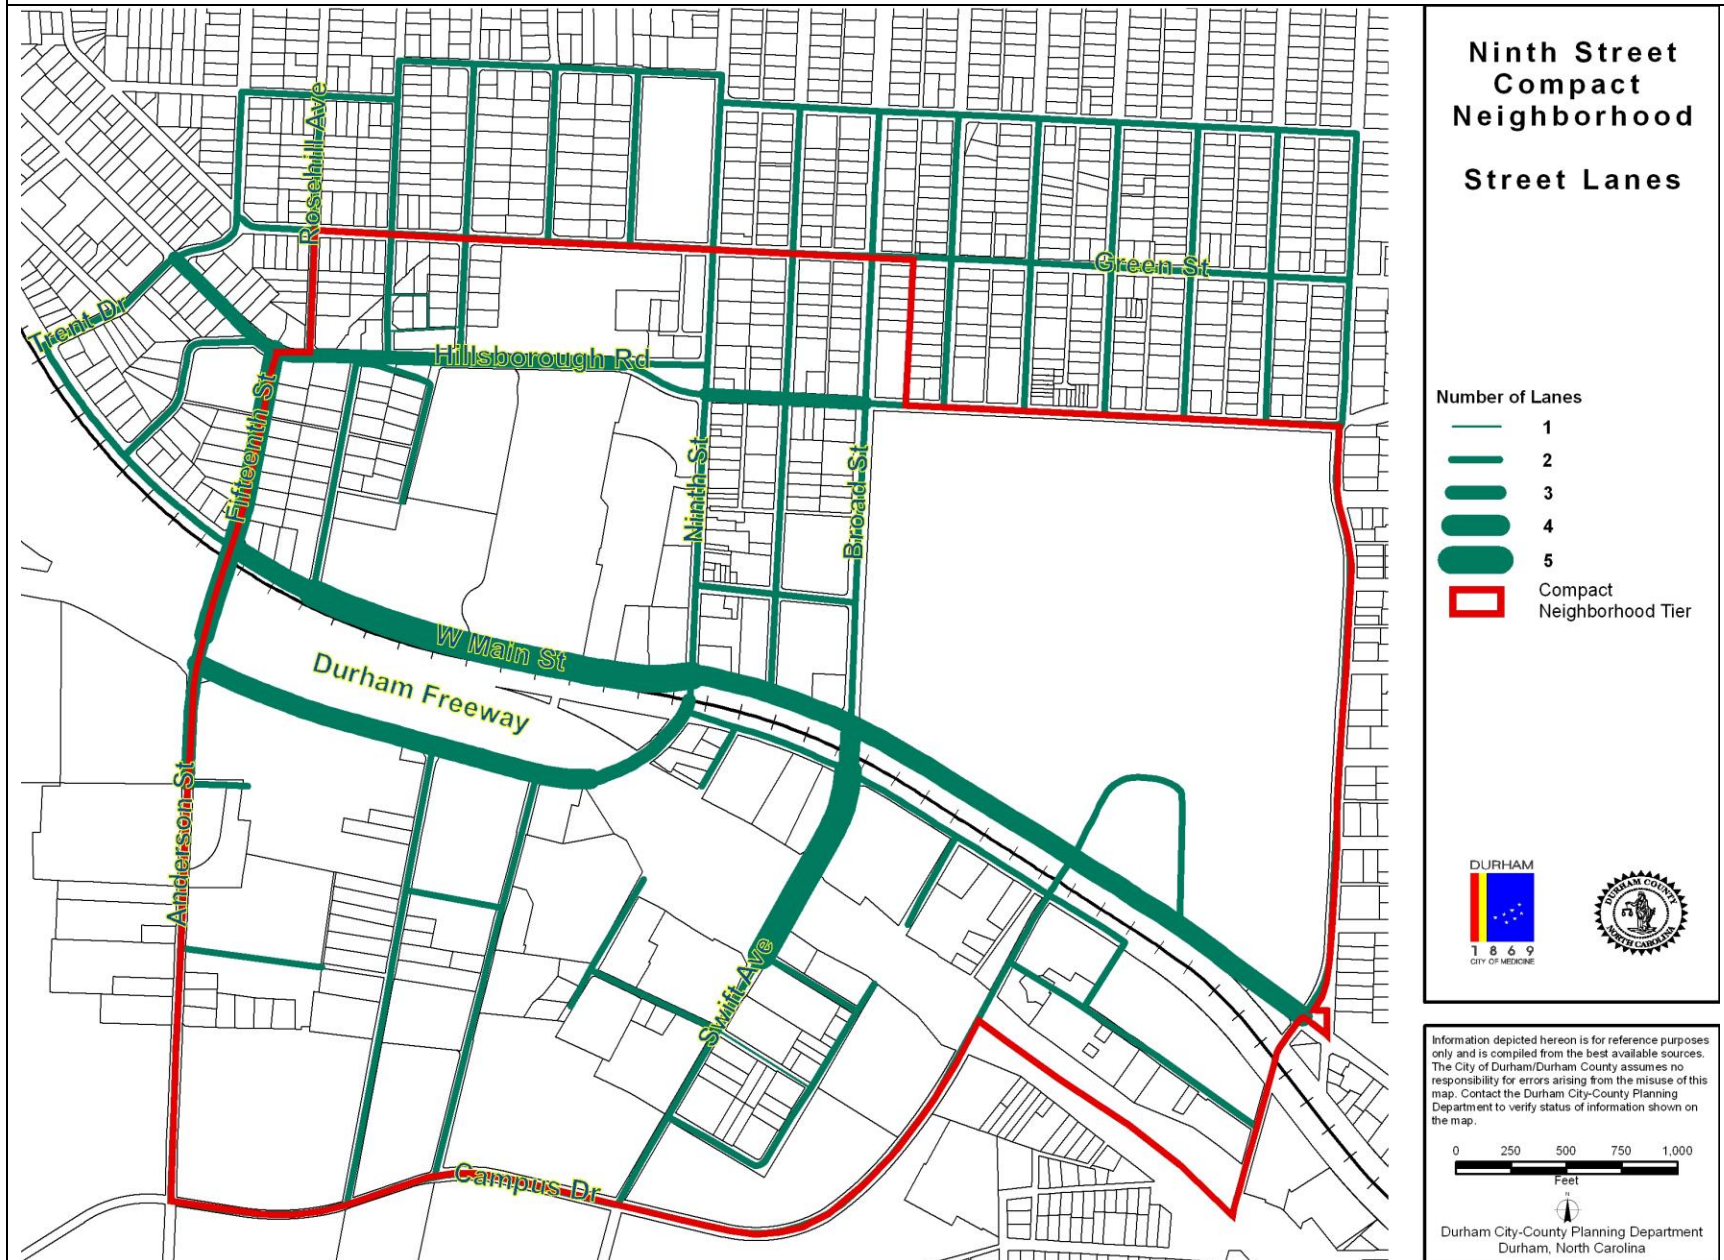 Ninth Street
Compact
Neighborhood
Street Lanes
Number of Lanes
1
2
3
4
5
Compact
Neighborhood Tier
DURHAM
1 8 6 9
CITY OF MEDICINE
DURHAM COUNTY
NORTH CAROLINA
Information depicted hereon is for reference purposes
only and is compiled from the best available sources.
The City of Durham/Durham County assumes no
responsibility for errors arising from the misuse of this
map. Contact the Durham City-County Planning
Department to verify status of information shown on
the map.
0 250 500 750 1,000
Feet
N
Durham City-County Planning Department
Durham, North Carolina
Rosehill Ave
Green St
Trent Dr
Hillsborough Rd
Fifteenth St
Ninth St
Broad St
W Main St
Durham Freeway
Anderson St
Swift Ave
Campus Dr